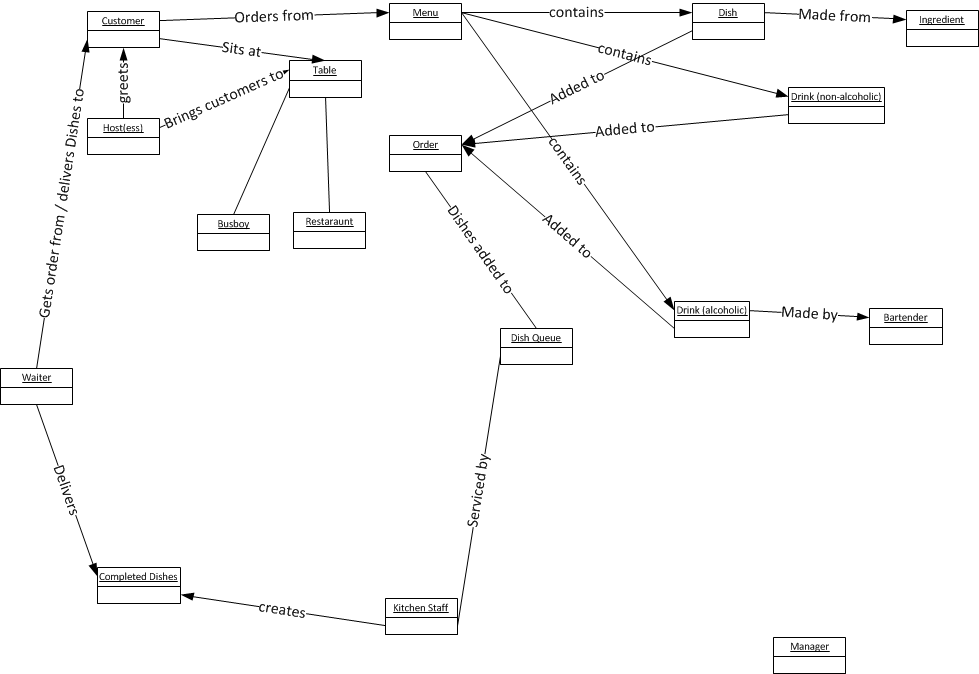 Customer
Orders from
Menu
contains
Dish
Made from
Ingredient
Sits at
contains
Table
greets
Brings customers to
Added to
Drink (non-alcoholic)
Host(ess)
Added to
Order
contains
Gets order from / delivers Dishes to
Busboy
Restaraunt
Dishes added to
Added to
Drink (alcoholic)
Made by
Bartender
Dish Queue
Waiter
Delivers
Serviced by
Completed Dishes
creates
Kitchen Staff
Manager